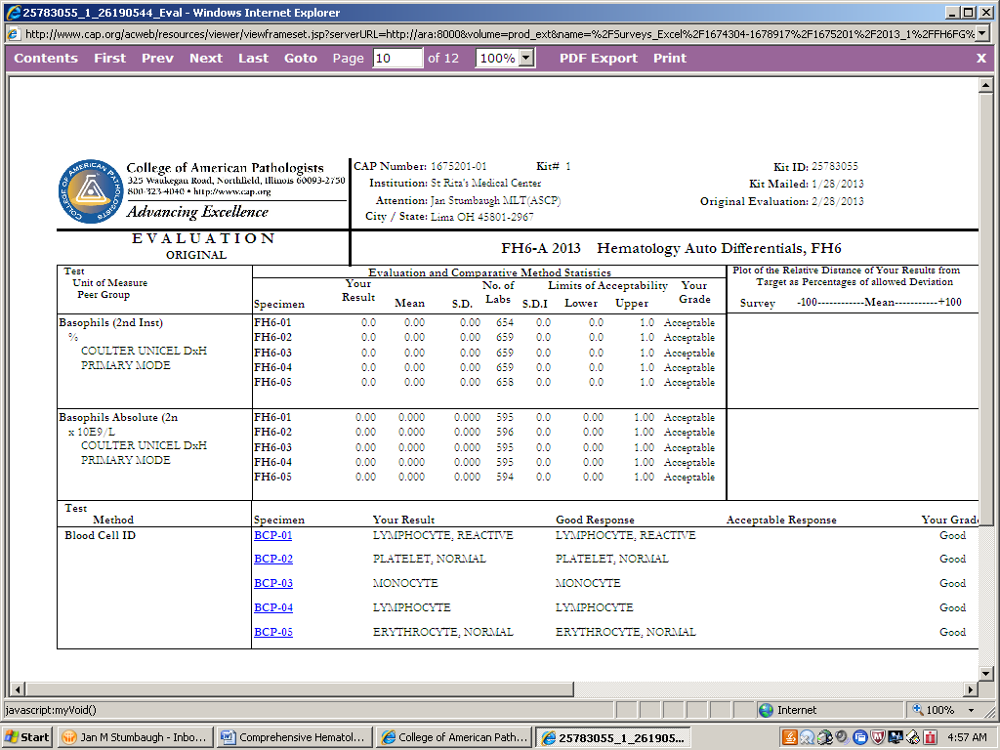 25783055_1_26190544_Eval - Windows Internet Explorer
http://www.cap.org/acweb/resources/viewer/viewframeset.jsp?serverURL=http://ara:8000&volume=prod_ext&name=%2FSurveys_Excel%2F1674304-1678917%2F1675201%2F2013_1%2FFH6FG%
Contents First Prev Next Last Goto Page 10 of 12 100% PDF Export Print X
COLLEGE OF AMERICAN PATHOLOGISTS
College of American Pathologists
325 Waukegan Road, Northfield, Illinois 60093-2750
800-323-4040 • http://www.cap.org
Advancing Excellence
CAP Number: 1675201-01 Kit# 1 Kit ID: 25783055
Institution: St Rita's Medical Center Kit Mailed: 1/28/2013
Attention: Jan Stumbaugh MLT(ASCP) Original Evaluation: 2/28/2013
City / State: Lima OH 45801-2967
EVALUATION
ORIGINAL
FH6-A 2013 Hematology Auto Differentials, FH6
Test
Unit of Measure
Peer Group
Evaluation and Comparative Method Statistics
Specimen Your Result Mean S.D. No. of Labs S.D.I Limits of Acceptability Lower Upper Your Grade
Plot of the Relative Distance of Your Results from
Target as Percentages of allowed Deviation
Survey -100------------Mean-----------+100
Basophils (2nd Inst)
%
COULTER UNICEL DxH
PRIMARY MODE
FH6-01 0.0 0.00 0.00 654 0.0 0.0 1.0 Acceptable
FH6-02 0.0 0.00 0.00 659 0.0 0.0 1.0 Acceptable
FH6-03 0.0 0.00 0.00 659 0.0 0.0 1.0 Acceptable
FH6-04 0.0 0.00 0.00 659 0.0 0.0 1.0 Acceptable
FH6-05 0.0 0.00 0.00 658 0.0 0.0 1.0 Acceptable
Basophils Absolute (2n
x 10E9/L
COULTER UNICEL DxH
PRIMARY MODE
FH6-01 0.00 0.000 0.000 595 0.0 0.00 1.00 Acceptable
FH6-02 0.00 0.000 0.000 596 0.0 0.00 1.00 Acceptable
FH6-03 0.00 0.000 0.000 595 0.0 0.00 1.00 Acceptable
FH6-04 0.00 0.000 0.000 595 0.0 0.00 1.00 Acceptable
FH6-05 0.00 0.000 0.000 594 0.0 0.00 1.00 Acceptable
Test
Method Specimen Your Result Good Response Acceptable Response Your Grade
Blood Cell ID BCP-01 LYMPHOCYTE, REACTIVE LYMPHOCYTE, REACTIVE Good
BCP-02 PLATELET, NORMAL PLATELET, NORMAL Good
BCP-03 MONOCYTE MONOCYTE Good
BCP-04 LYMPHOCYTE LYMPHOCYTE Good
BCP-05 ERYTHROCYTE, NORMAL ERYTHROCYTE, NORMAL Good
javascript:myVoid() Internet 100%
Start Jan M Stumbaugh - Inbo... Comprehensive Hematol... College of American Path... 25783055_1_261905... 4:57 AM